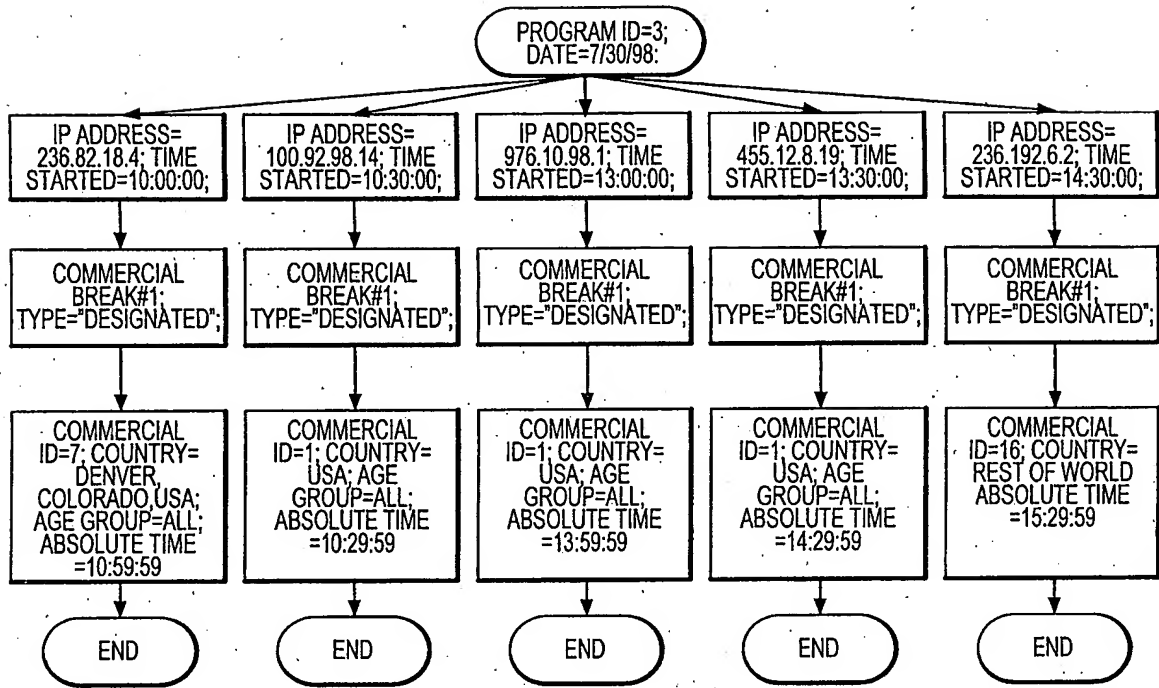 PROGRAM ID=3;
DATE=7/30/98:
IP ADDRESS=
236.82.18.4; TIME
STARTED=10:00:00;
IP ADDRESS=
100.92.98.14; TIME
STARTED=10:30:00;
IP ADDRESS=
976.10.98.1; TIME
STARTED=13:00:00;
IP ADDRESS=
455.12.8.19; TIME
STARTED=13:30:00;
IP ADDRESS=
236.192.6.2; TIME
STARTED=14:30:00;
COMMERCIAL
BREAK#1;
TYPE="DESIGNATED";
COMMERCIAL
BREAK#1;
TYPE="DESIGNATED";
COMMERCIAL
BREAK#1;
TYPE="DESIGNATED";
COMMERCIAL
BREAK#1;
TYPE="DESIGNATED";
COMMERCIAL
BREAK#1;
TYPE="DESIGNATED";
COMMERCIAL
ID=7; COUNTRY=
DENVER,
COLORADO,USA;
AGE GROUP=ALL;
ABSOLUTE TIME
=10:59:59
COMMERCIAL
ID=1; COUNTRY=
USA; AGE
GROUP=ALL;
ABSOLUTE TIME
=10:29:59
COMMERCIAL
ID=1; COUNTRY=
USA; AGE
GROUP=ALL;
ABSOLUTE TIME
=13:59:59
COMMERCIAL
ID=1; COUNTRY=
USA; AGE
GROUP=ALL;
ABSOLUTE TIME
=14:29:59
COMMERCIAL
ID=16; COUNTRY=
REST OF WORLD
ABSOLUTE TIME
=15:29:59
END
END
END
END
END